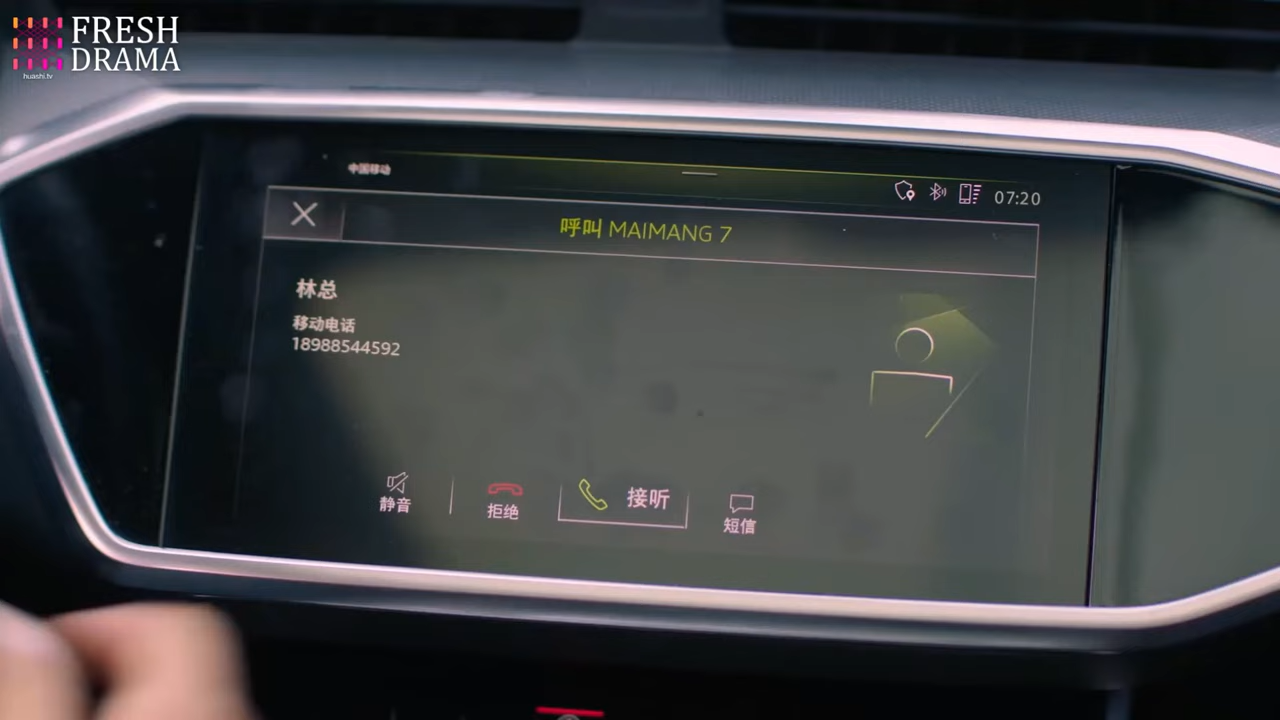 FRESH
DRAMA
huashi.tv
中国移动
07:20
呼叫 MAIMANG 7
林总
移动电话
18988544592
静音
拒绝
接听
短信